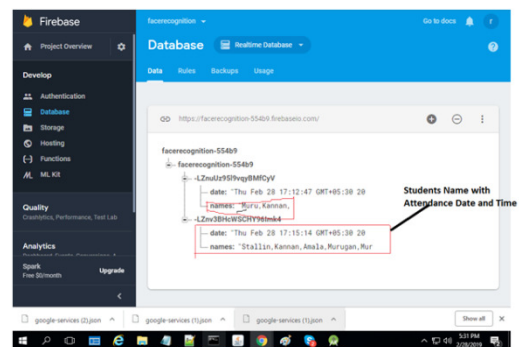 Firebase
facerecognition
Go to docs
r
Project Overview
Database
Realtime Database
Develop
Data Rules Backups Usage
Authentication
Database
Storage
Hosting
Functions
ML Kit
https://facerecognition-554b9.firebaseio.com/
facerecognition-554b9
facerecognition-554b9
date: "Thu Feb 28 17:12:47 GMT+05:30 20
names: "Muru,Kannan,
date: "Thu Feb 28 17:15:14 GMT+05:30 20
names: "Stallin,Kannan,Amala,Murugan,Mur
Students Name with
Attendance Date and Time
Quality
Crashlytics, Performance, Test Lab
Analytics
Spark
Free $0/month
Upgrade
google-services (2).json
google-services (1).json
google-services (1).json
Show all
5:31 PM
2/28/2019